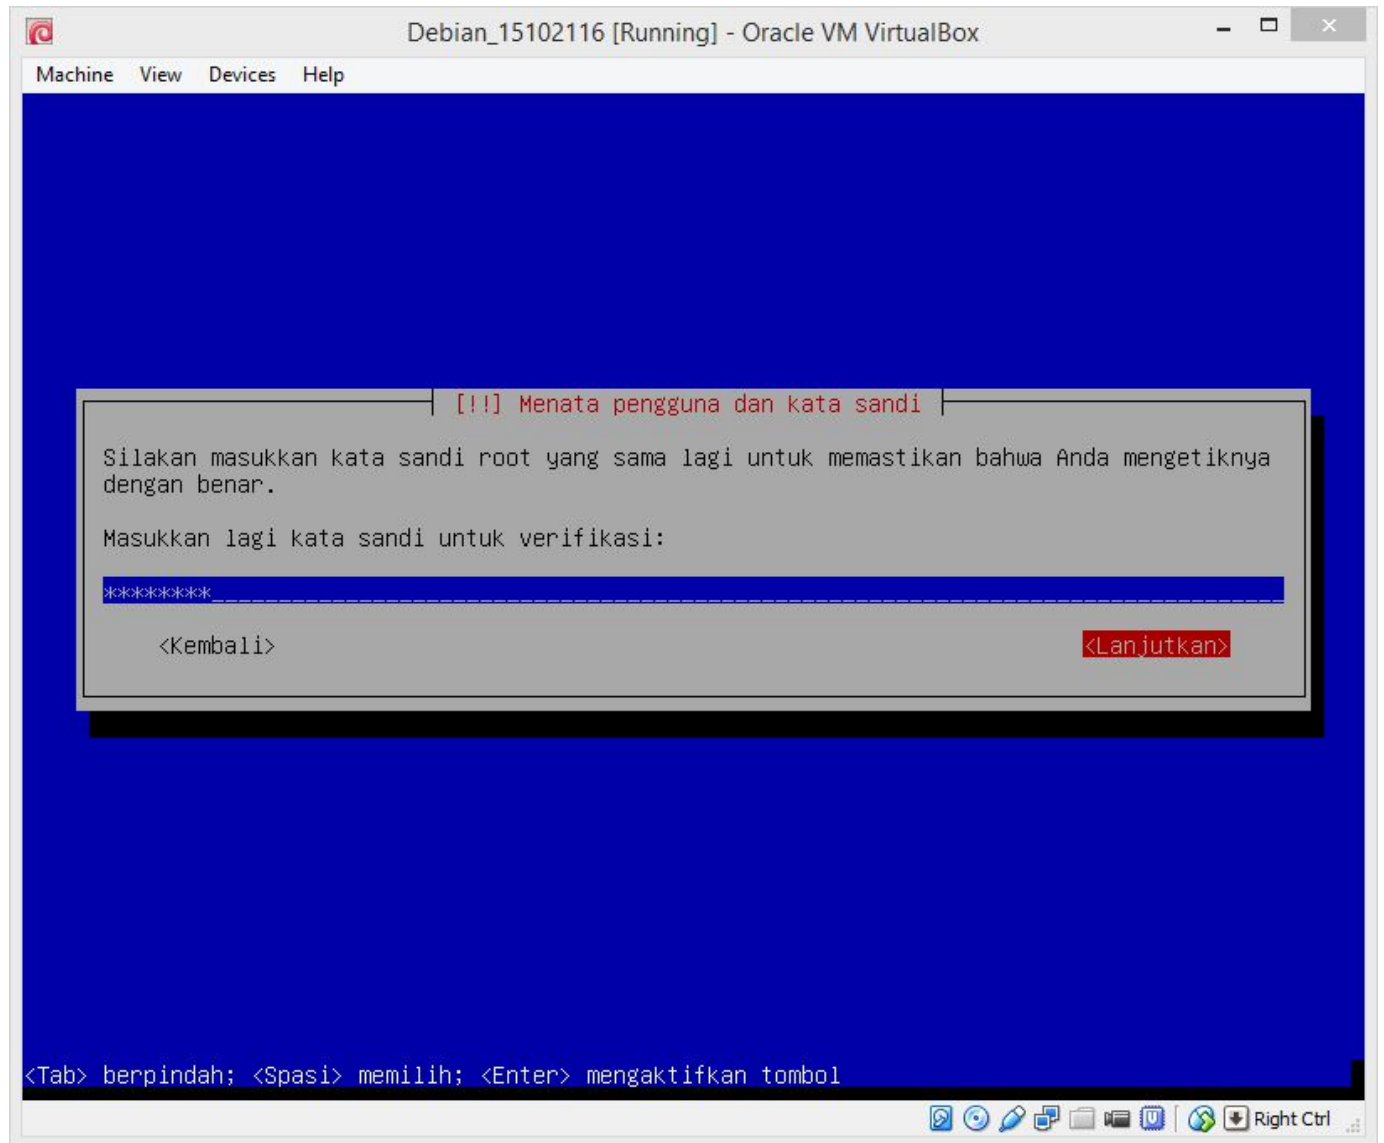 Debian_15102116 [Running] - Oracle VM VirtualBox
Machine View Devices Help
[!!] Menata pengguna dan kata sandi
Silakan masukkan kata sandi root yang sama lagi untuk memastikan bahwa Anda mengetiknya
dengan benar.
Masukkan lagi kata sandi untuk verifikasi:
********
<Kembali> <Lanjutkan>
<Tab> berpindah; <Spasi> memilih; <Enter> mengaktifkan tombol
Right Ctrl